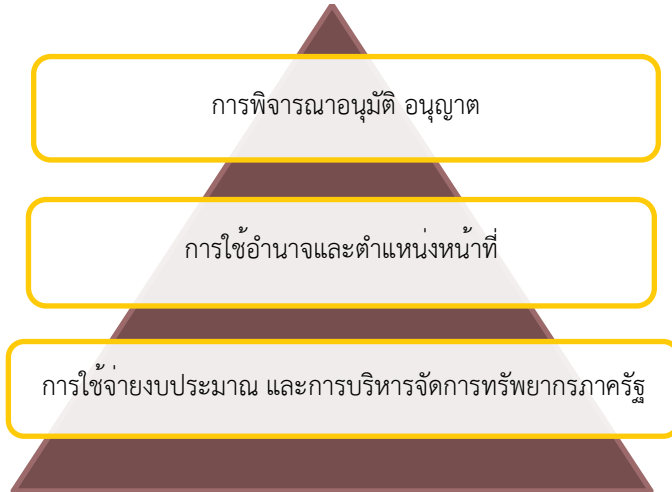 การพิจารณาอนุมัติ อนุญาต
การใช้อำนาจและตำแหน่งหน้าที่
การใช้จ่ายงบประมาณ และการบริหารจัดการทรัพยากรภาครัฐ